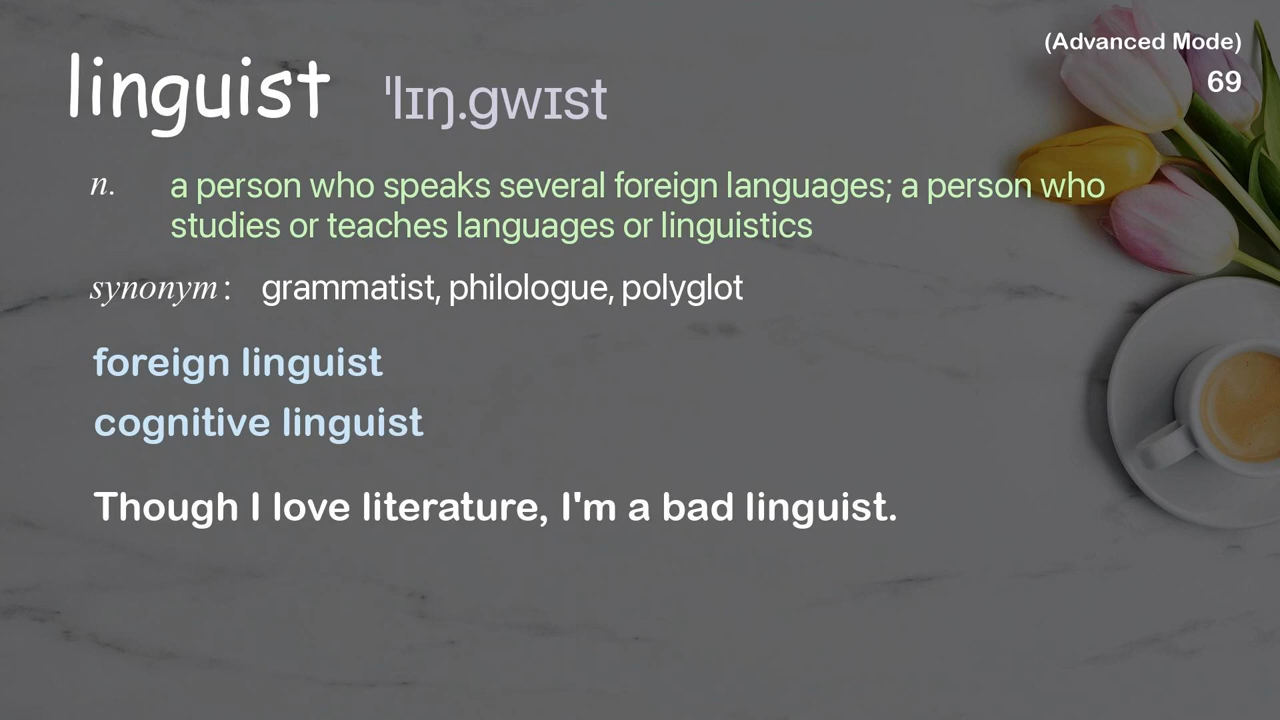 (Advanced Mode)
69
linguist ˈlɪŋ.gwɪst
n. a person who speaks several foreign languages; a person who
studies or teaches languages or linguistics
synonym : grammatist, philologue, polyglot
foreign linguist
cognitive linguist
Though I love literature, I'm a bad linguist.